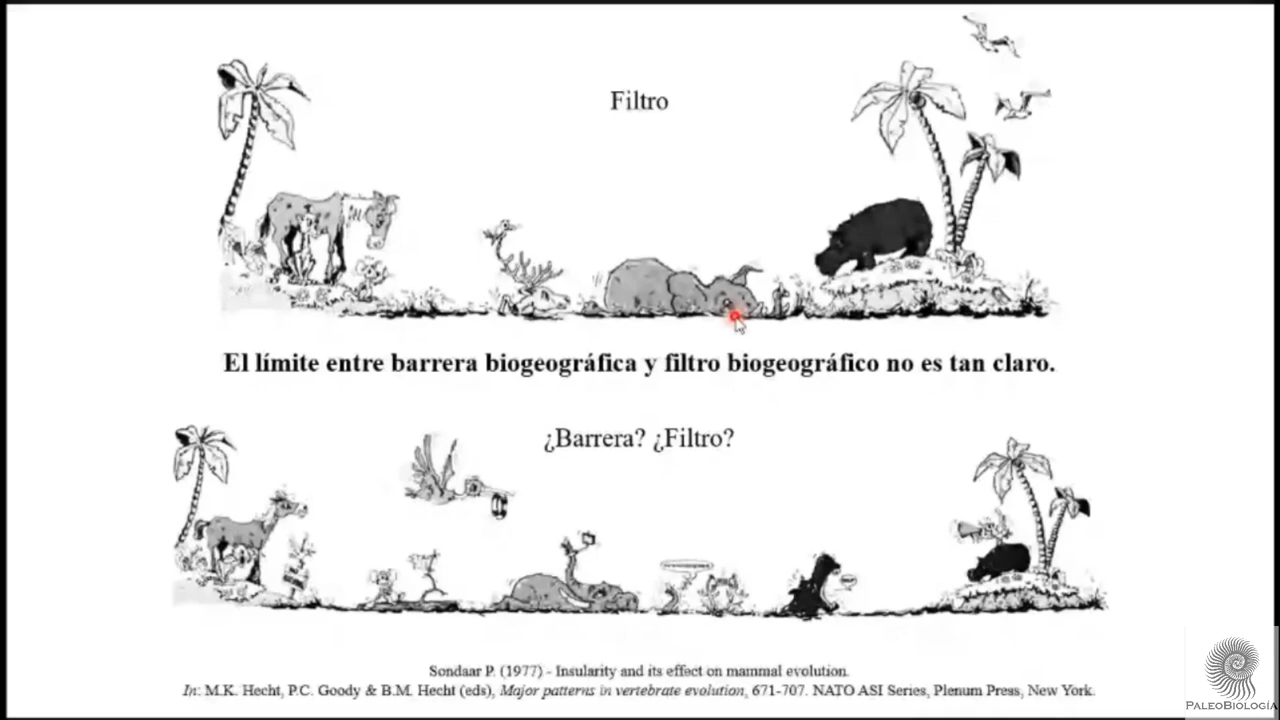 Filtro
El límite entre barrera biogeográfica y filtro biogeográfico no es tan claro.
¿Barrera? ¿Filtro?
Sondaar P. (1977) - Insularity and its effect on mammal evolution.
In: M.K. Hecht, P.C. Goody & B.M. Hecht (eds), Major patterns in vertebrate evolution, 671-707. NATO ASI Series, Plenum Press, New York.
PALEOBIOLOGÍA